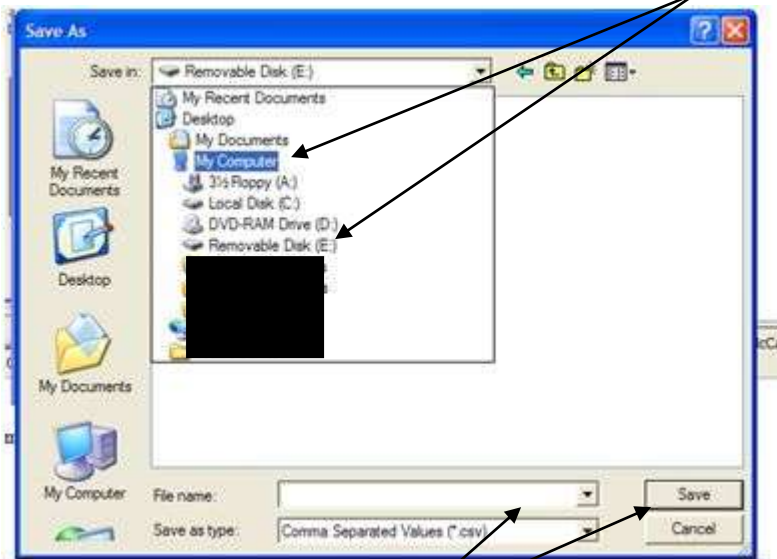 Save As
Save in: Removable Disk (E:)
My Recent Documents
Desktop
My Documents
My Computer
3½ Floppy (A:)
Local Disk (C:)
DVD-RAM Drive (D:)
Removable Disk (E:)
My Recent
Documents
Desktop
My Documents
My Computer
File name: Save
Save as type: Comma Separated Values (*.csv) Cancel